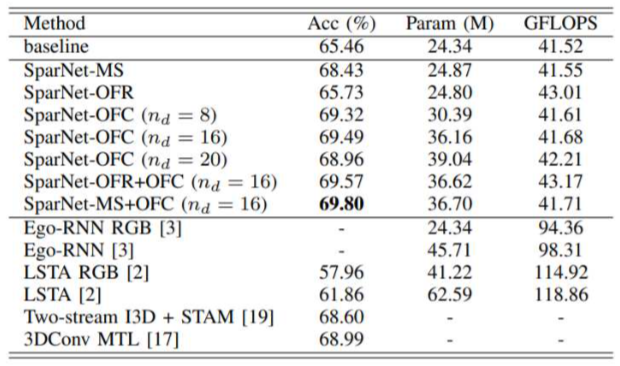 Method Acc (%) Param (M) GFLOPS
baseline 65.46 24.34 41.52
SparNet-MS 68.43 24.87 41.55
SparNet-OFR 65.73 24.80 43.01
SparNet-OFC (n_d = 8) 69.32 30.39 41.61
SparNet-OFC (n_d = 16) 69.49 36.16 41.68
SparNet-OFC (n_d = 20) 68.96 39.04 42.21
SparNet-OFR+OFC (n_d = 16) 69.57 36.62 43.17
SparNet-MS+OFC (n_d = 16) 69.80 36.70 41.71
Ego-RNN RGB [3] - 24.34 94.36
Ego-RNN [3] - 45.71 98.31
LSTA RGB [2] 57.96 41.22 114.92
LSTA [2] 61.86 62.59 118.86
Two-stream I3D + STAM [19] 68.60 - -
3DConv MTL [17] 68.99 - -